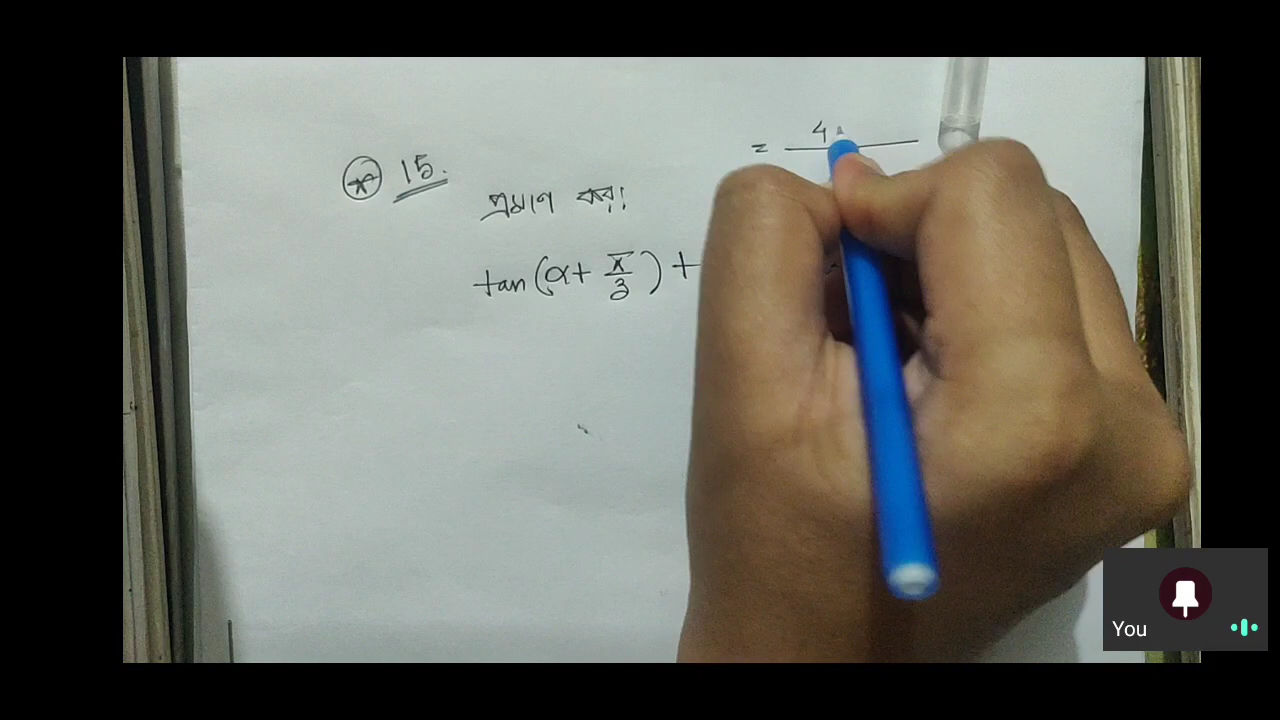 = 4
✱ 15.
প্রমাণ কর।
tan(α + π/3) +
You